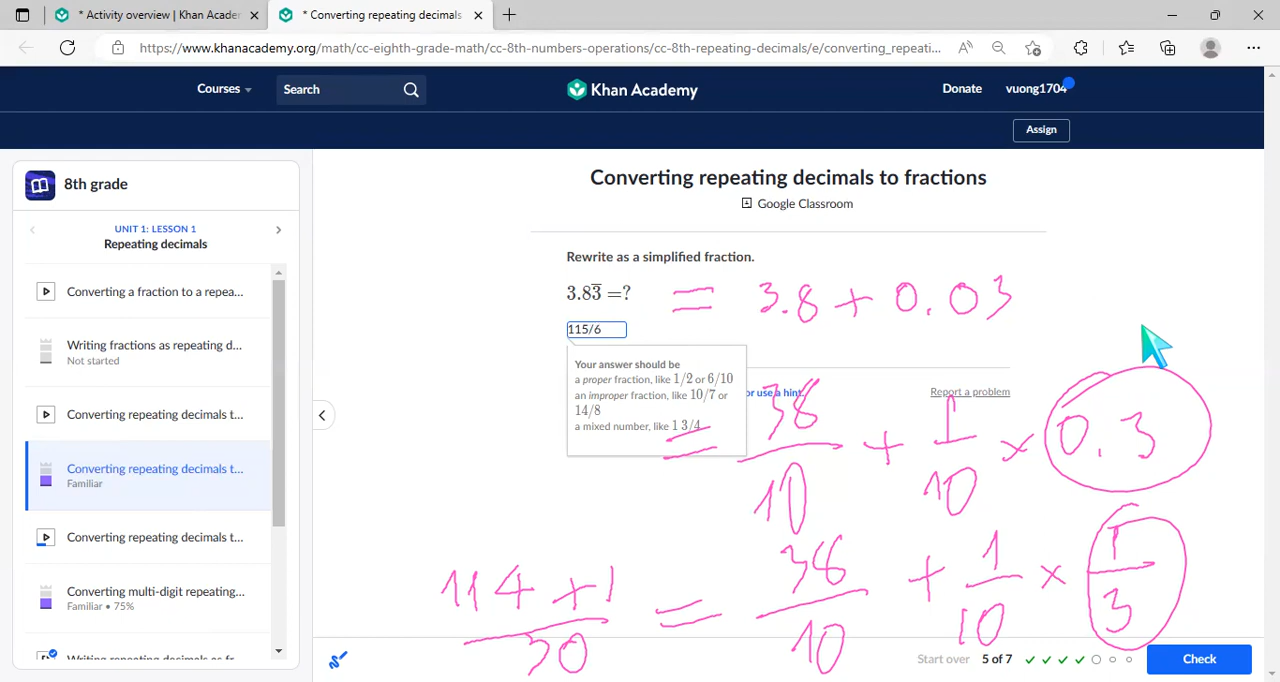 * Activity overview | Khan Acader
* Converting repeating decimals
https://www.khanacademy.org/math/cc-eighth-grade-math/cc-8th-numbers-operations/cc-8th-repeating-decimals/e/converting_repeati...
Courses
Search
Khan Academy
Donate
vuong1704
Assign
8th grade
UNIT 1: LESSON 1
Repeating decimals
Converting a fraction to a repea...
Writing fractions as repeating d...
Not started
Converting repeating decimals t...
Converting repeating decimals t...
Familiar
Converting repeating decimals t...
Converting multi-digit repeating...
Familiar • 75%
Converting repeating decimals to fractions
Google Classroom
Rewrite as a simplified fraction.
3.83̅ =?
= 3.8 + 0.03
115/6
Your answer should be
a proper fraction, like 1/2 or 6/10
an improper fraction, like 10/7 or
14/8
a mixed number, like 1 3/4
or use a hint.
Report a problem
= 38/10 + 1/10 × 0.3
114 + 1/30 = 38/10 + 1/10 × 1/3
Start over
5 of 7
Check